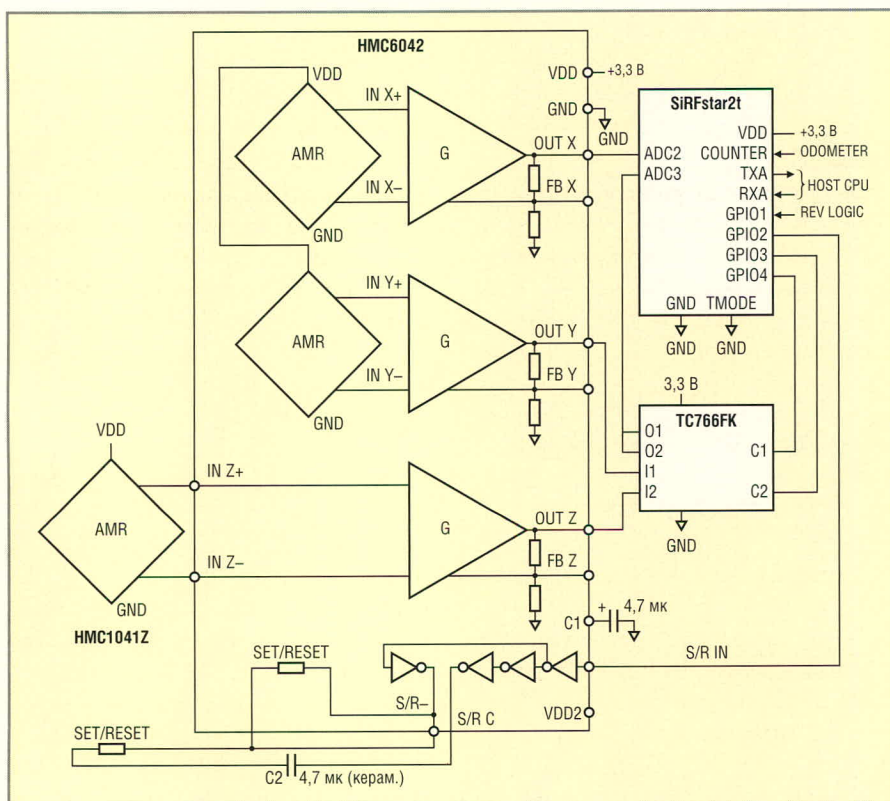 HMC6042
VDD
IN X+
AMR
G
OUT X
IN X–
FB X
GND
VDD
+3,3 В
GND
GND
SiRFstar2t
VDD
+3,3 В
ADC2
COUNTER
ODOMETER
ADC3
TXA
RXA
HOST CPU
GPIO1
REV LOGIC
GPIO2
GPIO3
GPIO4
GND
TMODE
GND
GND
IN Y+
AMR
G
OUT Y
IN Y–
FB Y
GND
3,3 В
TC766FK
O1
O2
C1
I1
I2
C2
GND
VDD
IN Z+
AMR
G
OUT Z
IN Z–
FB Z
GND
HMC1041Z
C1
+
4,7 мк
SET/RESET
S/R IN
S/R–
S/R C
VDD2
SET/RESET
C2
4,7 мк (керам.)